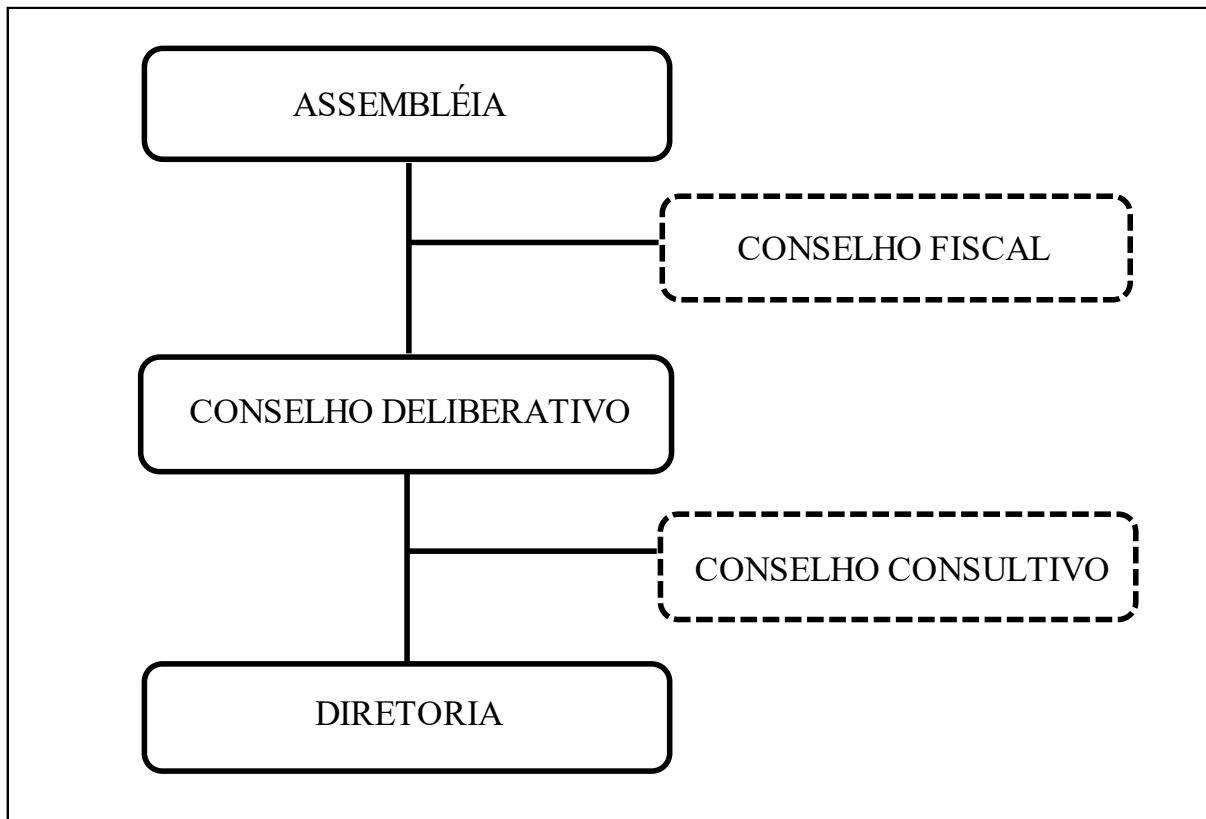 ASSEMBLÉIA
CONSELHO FISCAL
CONSELHO DELIBERATIVO
CONSELHO CONSULTIVO
DIRETORIA